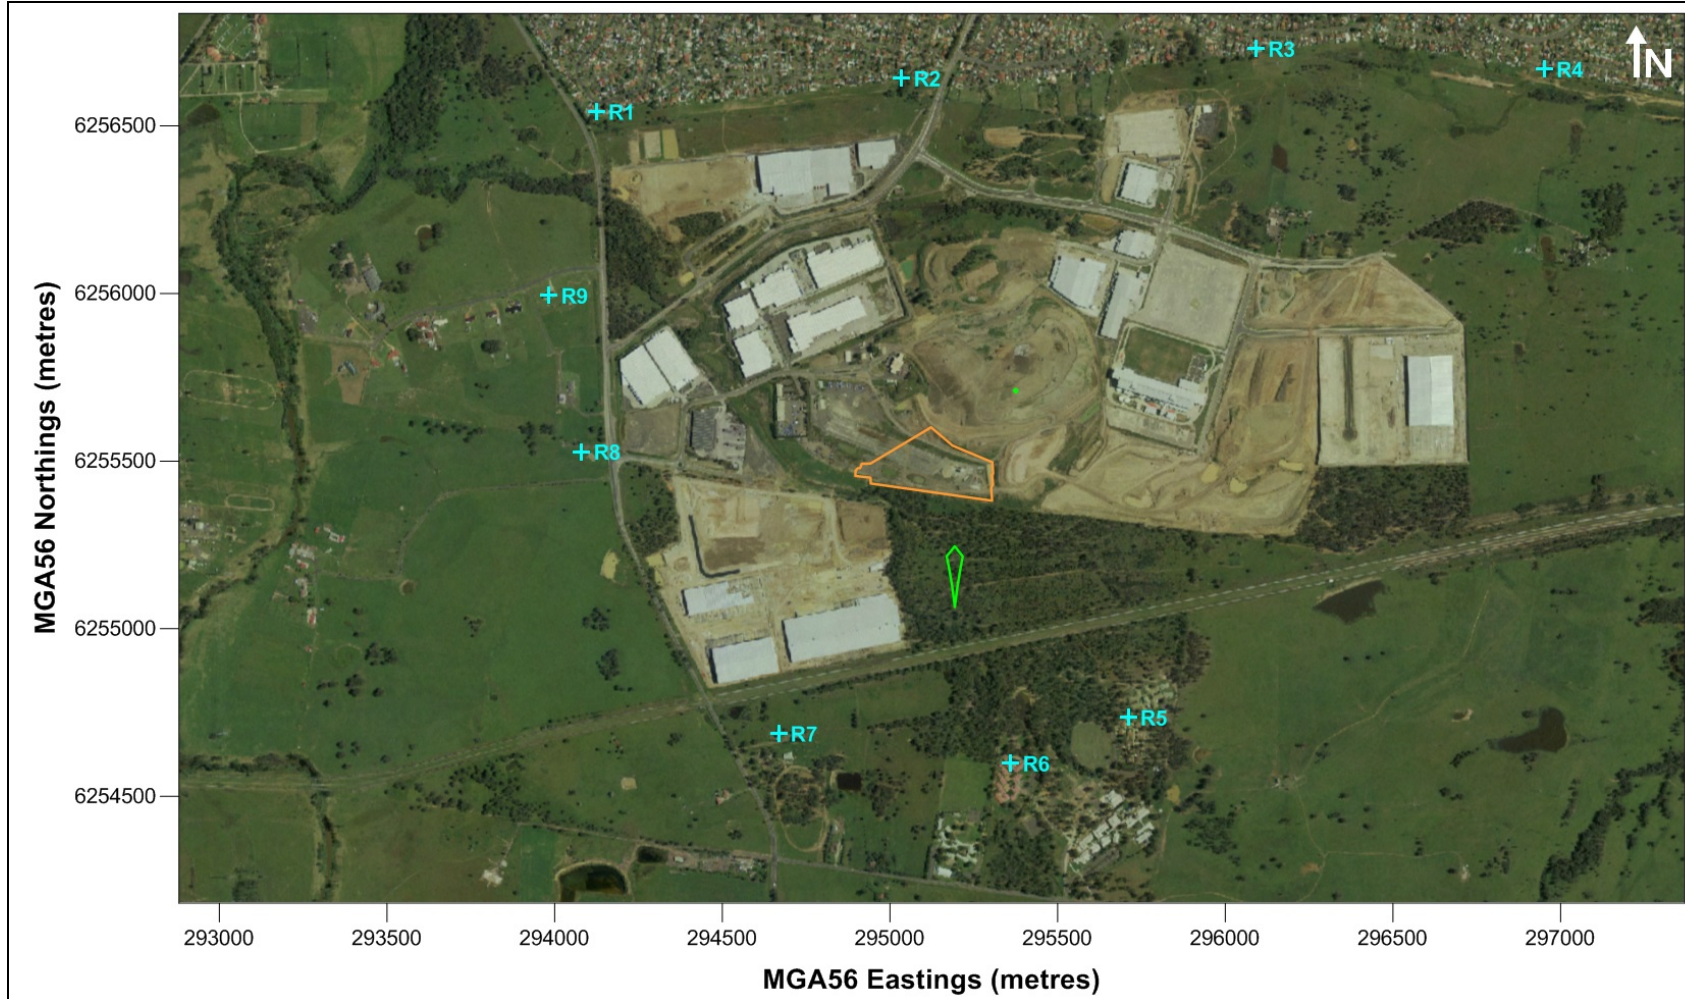 N
R3
R4
R2
R1
6256500
R9
6256000
R8
6255500
6255000
R5
R7
R6
6254500
MGA56 Northings (metres)
293000 293500 294000 294500 295000 295500 296000 296500 297000
MGA56 Eastings (metres)